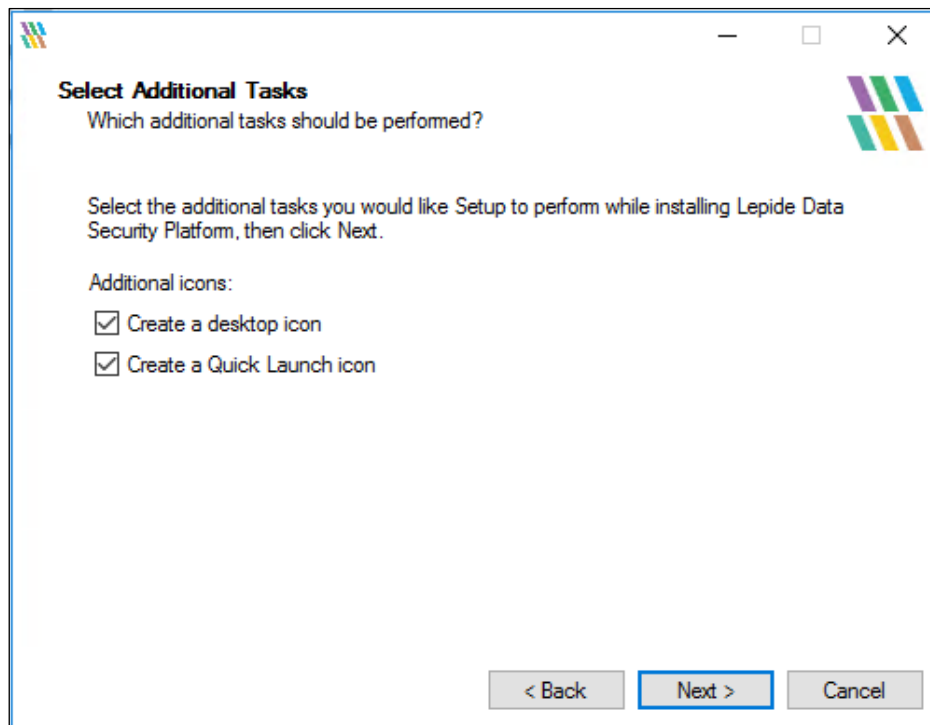 Select Additional Tasks
Which additional tasks should be performed?
Select the additional tasks you would like Setup to perform while installing Lepide Data
Security Platform, then click Next.
Additional icons:
Create a desktop icon
Create a Quick Launch icon
< Back Next > Cancel